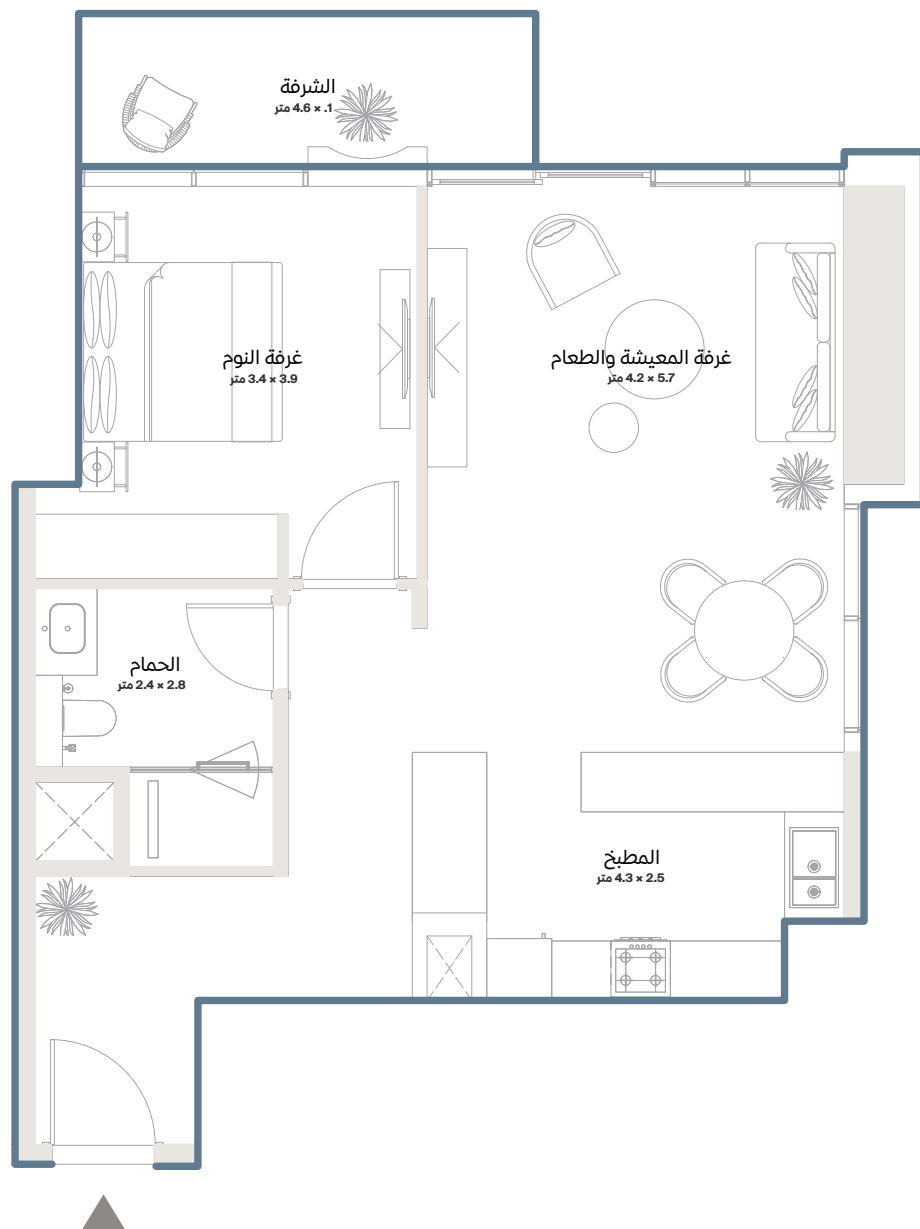 الشرفة
4.6 × 1. متر
غرفة النوم
3.4 × 3.9 متر
غرفة المعيشة والطعام
4.2 × 5.7 متر
الحمام
2.4 × 2.8 متر
المطبخ
4.3 × 2.5 متر